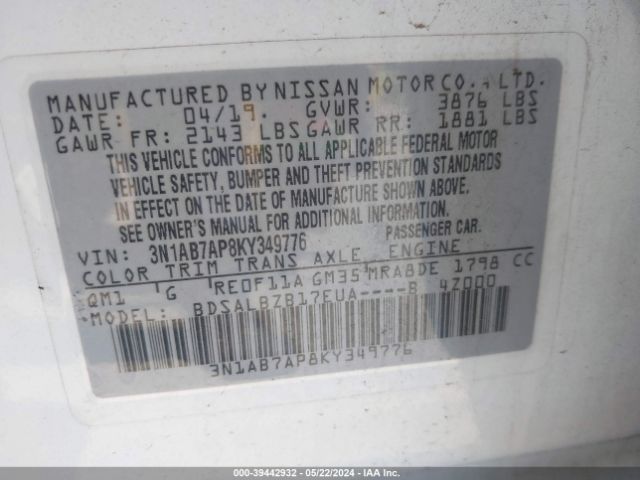 MANUFACTURED BY NISSAN MOTOR CO., LTD.
DATE: 04/19. GVWR: 3876 LBS
GAWR FR: 2143 LBS GAWR RR: 1881 LBS
THIS VEHICLE CONFORMS TO ALL APPLICABLE FEDERAL MOTOR
VEHICLE SAFETY, BUMPER AND THEFT PREVENTION STANDARDS
IN EFFECT ON THE DATE OF MANUFACTURE SHOWN ABOVE.
SEE OWNER'S MANUAL FOR ADDITIONAL INFORMATION.
VIN: 3N1AB7AP8KY349776 PASSENGER CAR.
COLOR TRIM TRANS AXLE ENGINE
QM1 G RE0F11A GM35 MRA8DE 1798 CC
MODEL: BDSALBZB17EUA----B 4Z000
3N1AB7AP8KY349776
000-39442932 - 05/22/2024 - IAAI.com